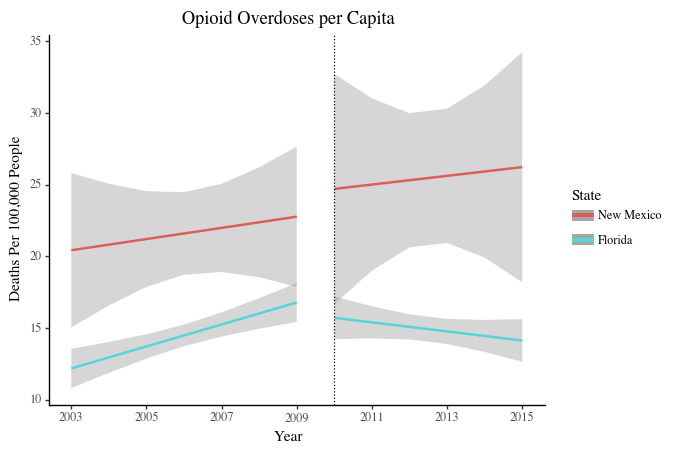 Opioid Overdoses per Capita
35
30
25
20
15
10
Deaths Per 100,000 People
2003
2005
2007
2009
2011
2013
2015
Year
State
New Mexico
Florida